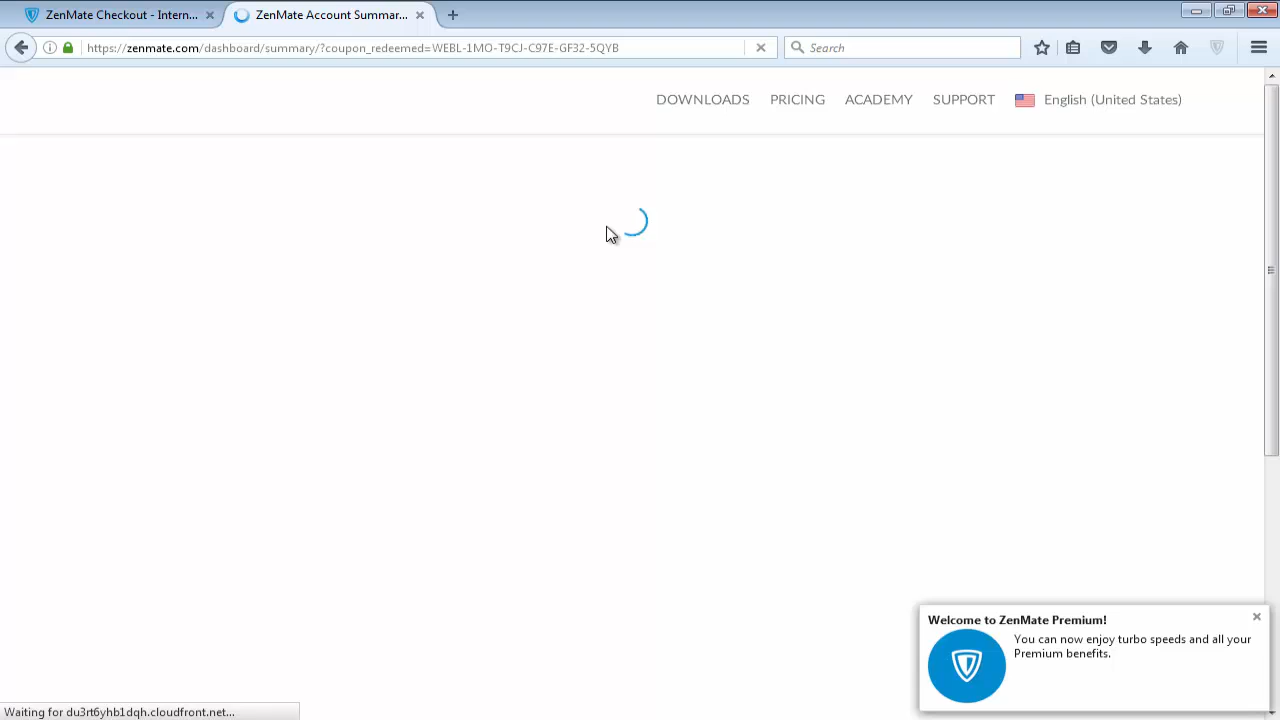 ZenMate Checkout - Intern...
ZenMate Account Summar...
https://zenmate.com/dashboard/summary/?coupon_redeemed=WEBL-1MO-T9CJ-C97E-GF32-5QYB
Search
DOWNLOADS PRICING ACADEMY SUPPORT English (United States)
Welcome to ZenMate Premium!
You can now enjoy turbo speeds and all your
Premium benefits.
Waiting for du3rt6yhb1dqh.cloudfront.net...